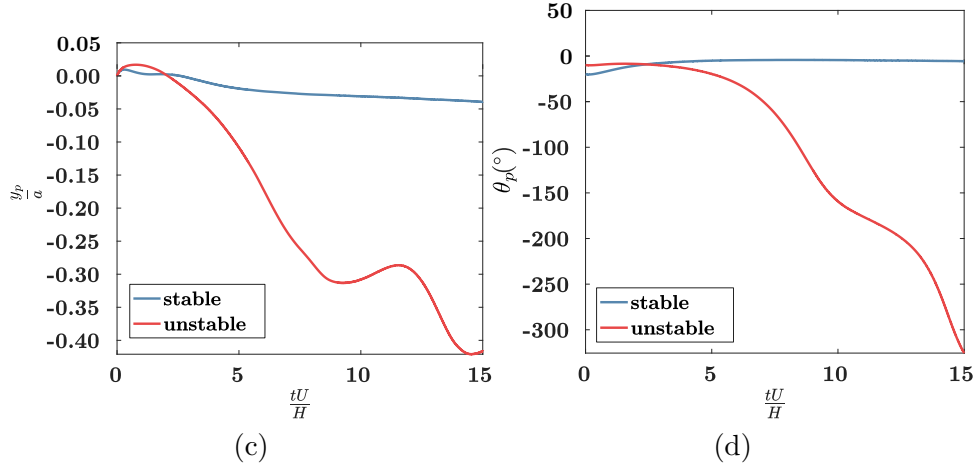 0.05
0.00
-0.05
-0.10
-0.15
-0.20
-0.25
-0.30
-0.35
-0.40
y_p/a
stable
unstable
0 5 10 15
tU/H
(c)
50
0
-50
-100
-150
-200
-250
-300
θ_p(°)
stable
unstable
0 5 10 15
tU/H
(d)